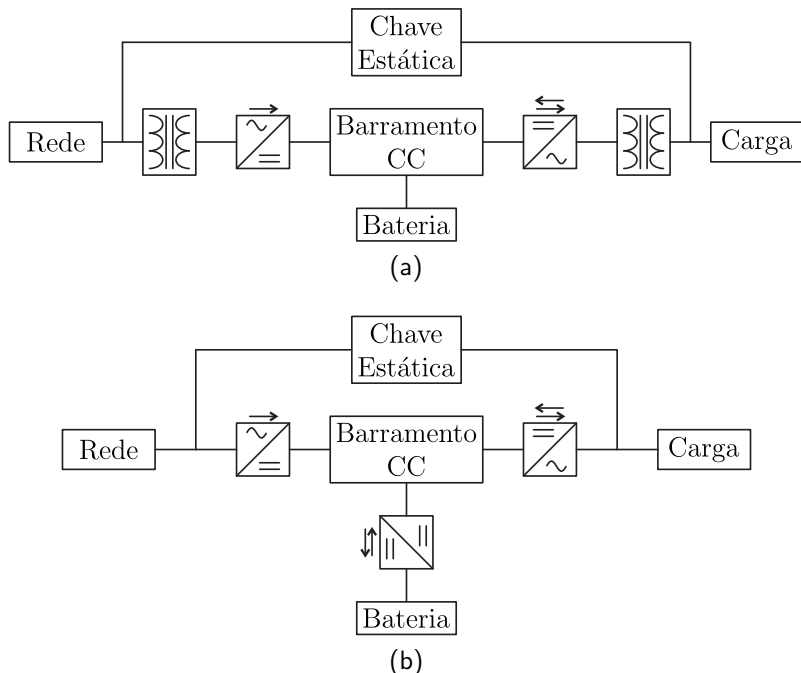 Chave
Estática
Rede
Barramento
CC
Carga
Bateria
(a)
Chave
Estática
Rede
Barramento
CC
Carga
Bateria
(b)